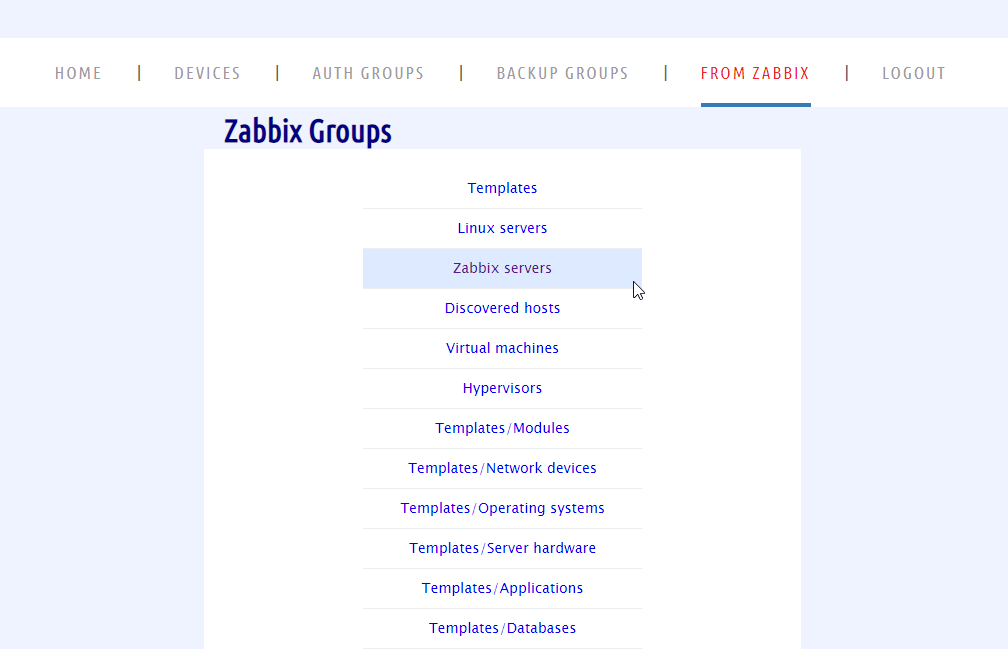 HOME | DEVICES | AUTH GROUPS | BACKUP GROUPS | FROM ZABBIX | LOGOUT
Zabbix Groups
Templates
Linux servers
Zabbix servers
Discovered hosts
Virtual machines
Hypervisors
Templates/Modules
Templates/Network devices
Templates/Operating systems
Templates/Server hardware
Templates/Applications
Templates/Databases